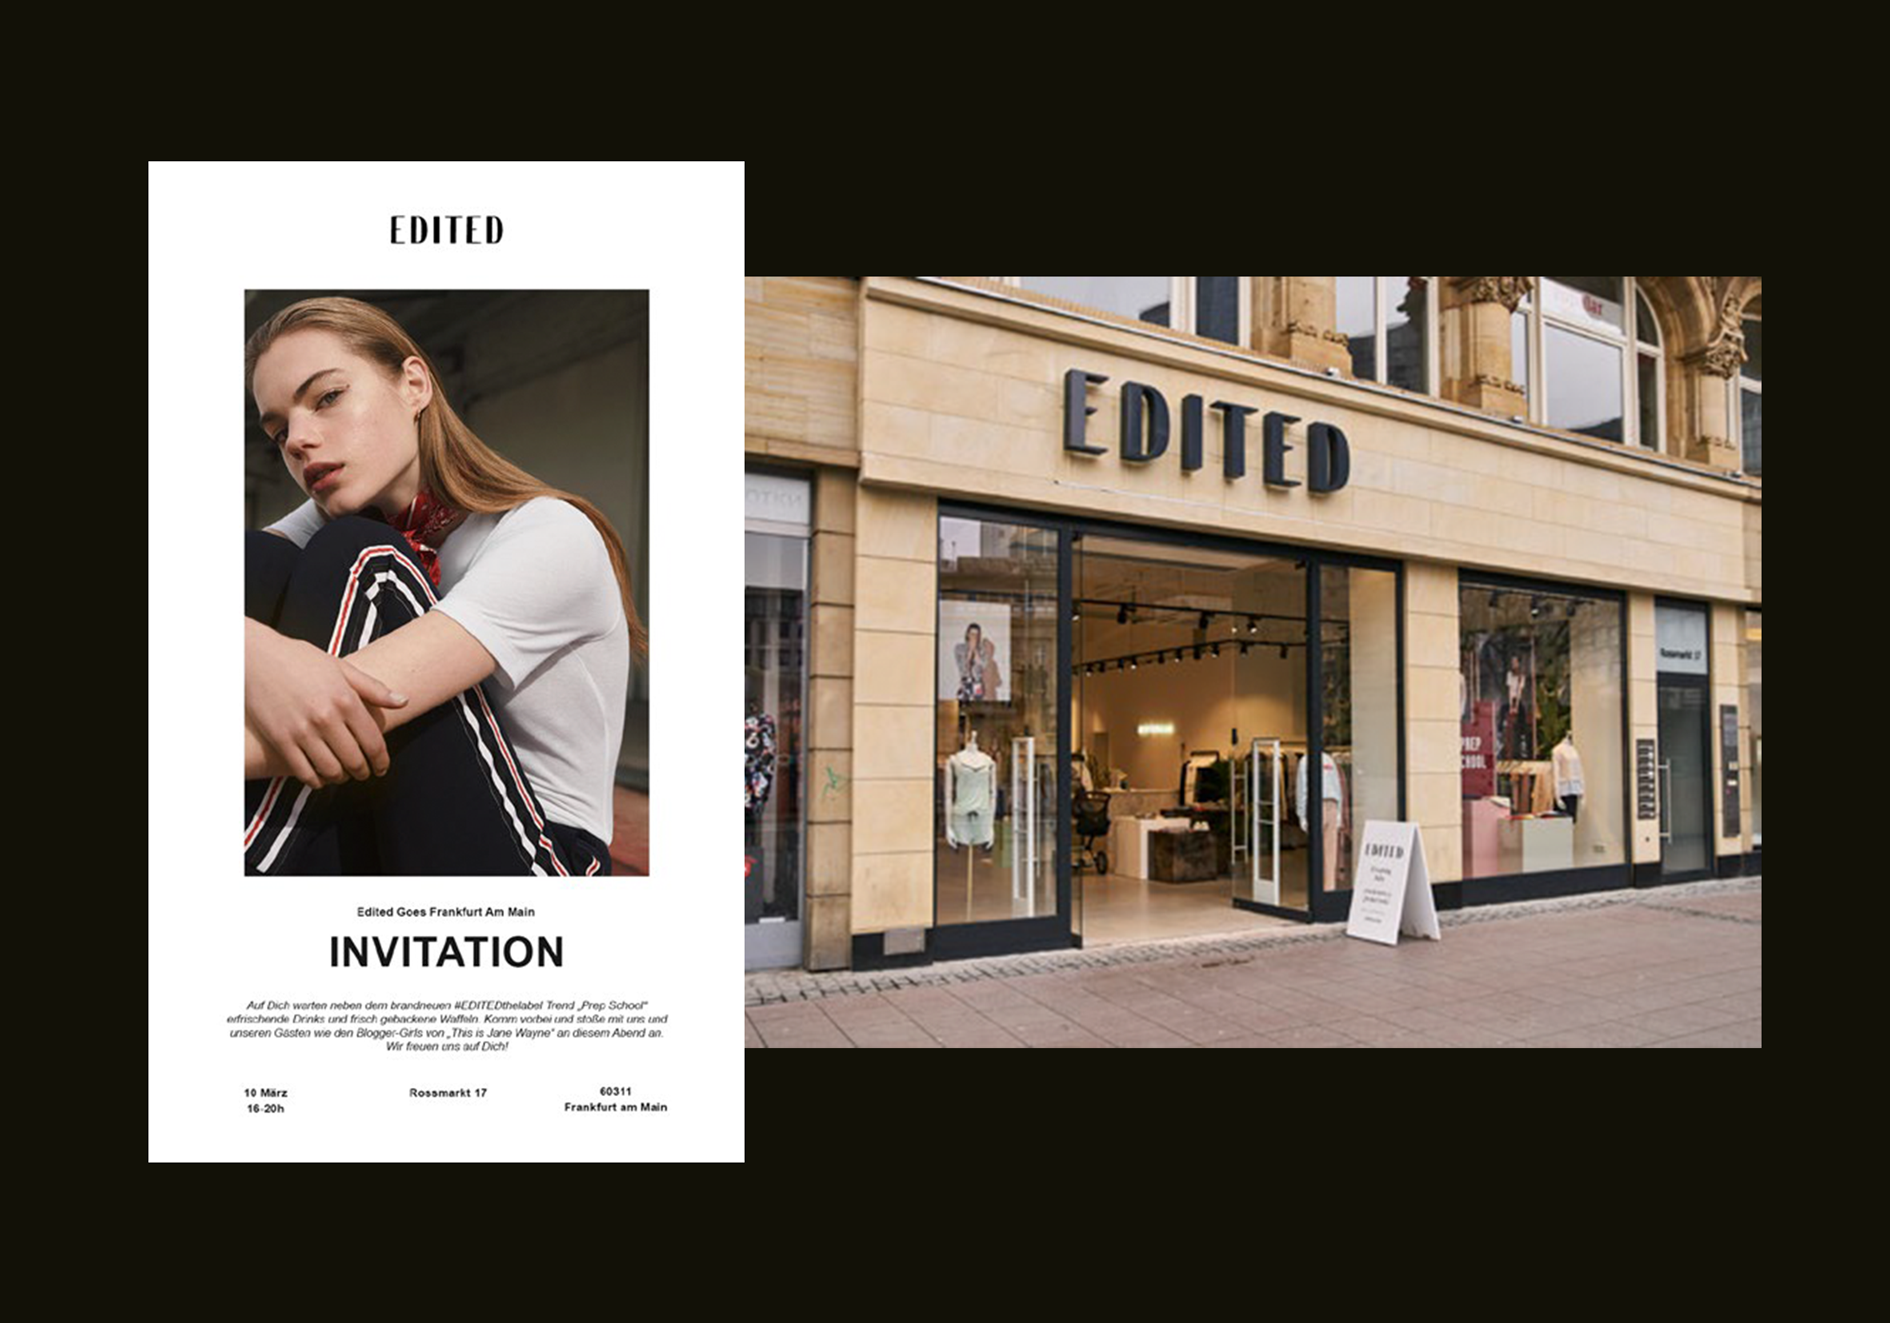 EDITED
Edited Goes Frankfurt Am Main
INVITATION
Auf Dich warten neben dem brandneuen #EDITEDthelabel Trend „Prep School“
erfrischende Drinks und frisch gebackene Waffeln. Komm vorbei und stoße mit uns und
unseren Gästen wie den Blogger-Girls von „This is Jane Wayne“ an diesem Abend an.
Wir freuen uns auf Dich!
10 März
16-20h
Rossmarkt 17
60311
Frankfurt am Main
EDITED
Rossmarkt 17
PREP
CHOOL
EDITED